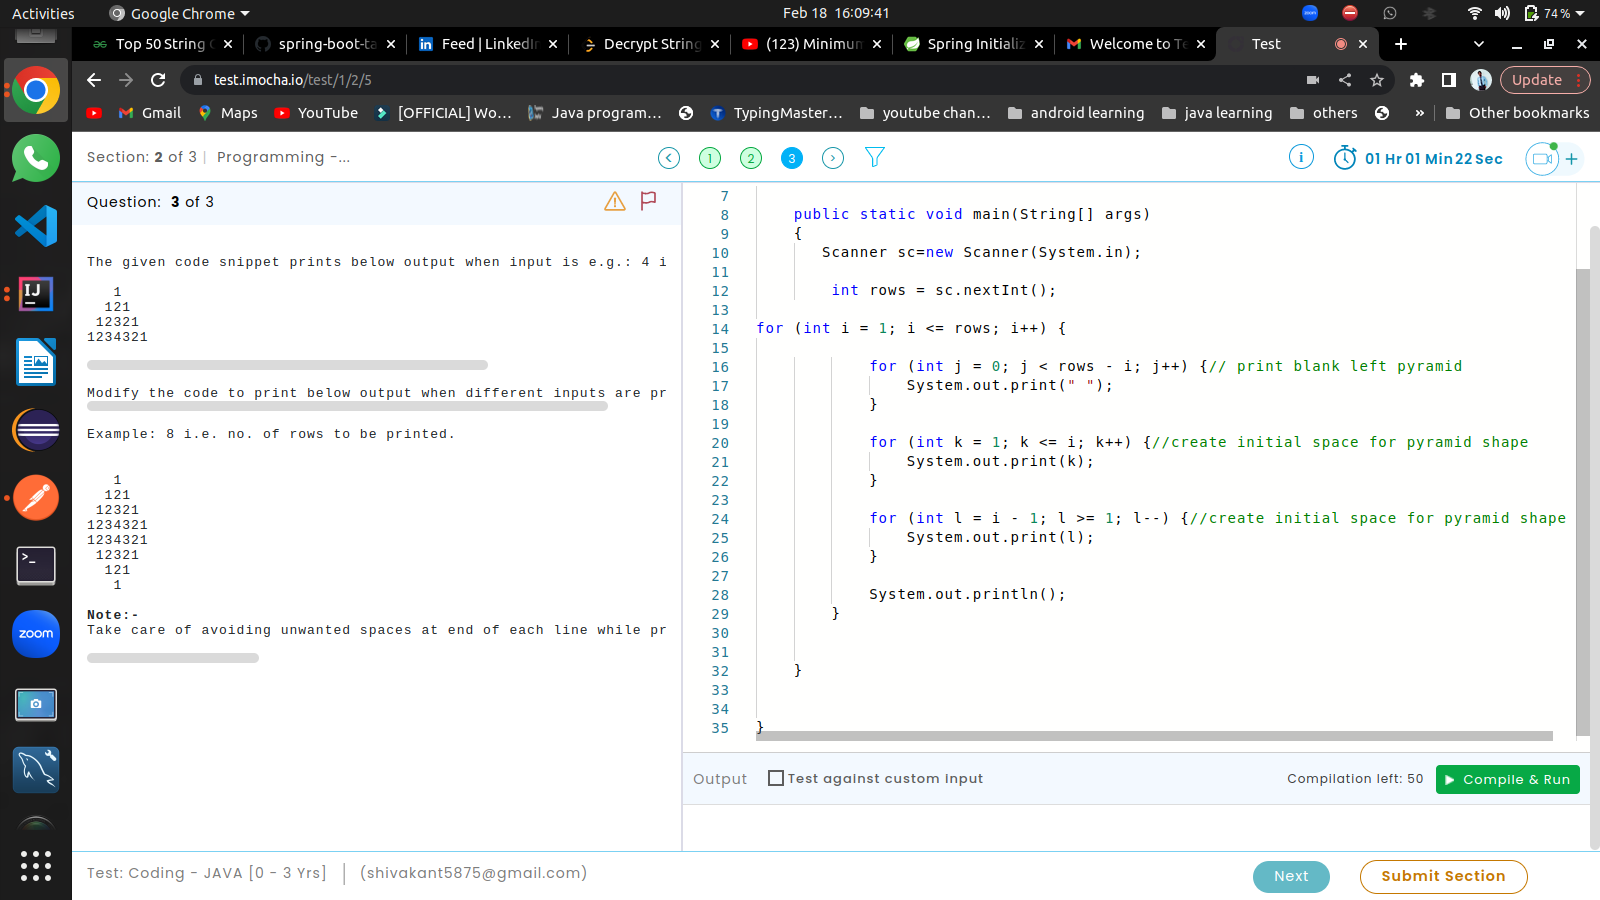 Activities
Google Chrome
Feb 18 16:09:41
zoom
74 %
Top 50 String
spring-boot-ta
in Feed | LinkedIn
Decrypt String
(123) Minimum
Spring Initializ
Welcome to Te
Test
test.imocha.io/test/1/2/5
Update
Gmail
Maps
YouTube
[OFFICIAL] Wo...
Java program...
TypingMaster...
youtube chan...
android learning
java learning
others
»
Other bookmarks
Section: 2 of 3 | Programming -...
1
2
3
i
01 Hr 01 Min 22 Sec
Question: 3 of 3
The given code snippet prints below output when input is e.g.: 4 i
1
121
12321
1234321
Modify the code to print below output when different inputs are pr
Example: 8 i.e. no. of rows to be printed.
1
121
12321
1234321
1234321
12321
121
1
Note:-
Take care of avoiding unwanted spaces at end of each line while pr
7
8 public static void main(String[] args)
9 {
10 Scanner sc=new Scanner(System.in);
11
12 int rows = sc.nextInt();
13
14 for (int i = 1; i <= rows; i++) {
15
16 for (int j = 0; j < rows - i; j++) {// print blank left pyramid
17 System.out.print(" ");
18 }
19
20 for (int k = 1; k <= i; k++) {//create initial space for pyramid shape
21 System.out.print(k);
22 }
23
24 for (int l = i - 1; l >= 1; l--) {//create initial space for pyramid shape
25 System.out.print(l);
26 }
27
28 System.out.println();
29 }
30
31
32 }
33
34
35 }
Output
Test against custom input
Compilation left: 50
Compile & Run
Test: Coding - JAVA [0 - 3 Yrs]
(shivakant5875@gmail.com)
Next
Submit Section
IJ
>_
zoom